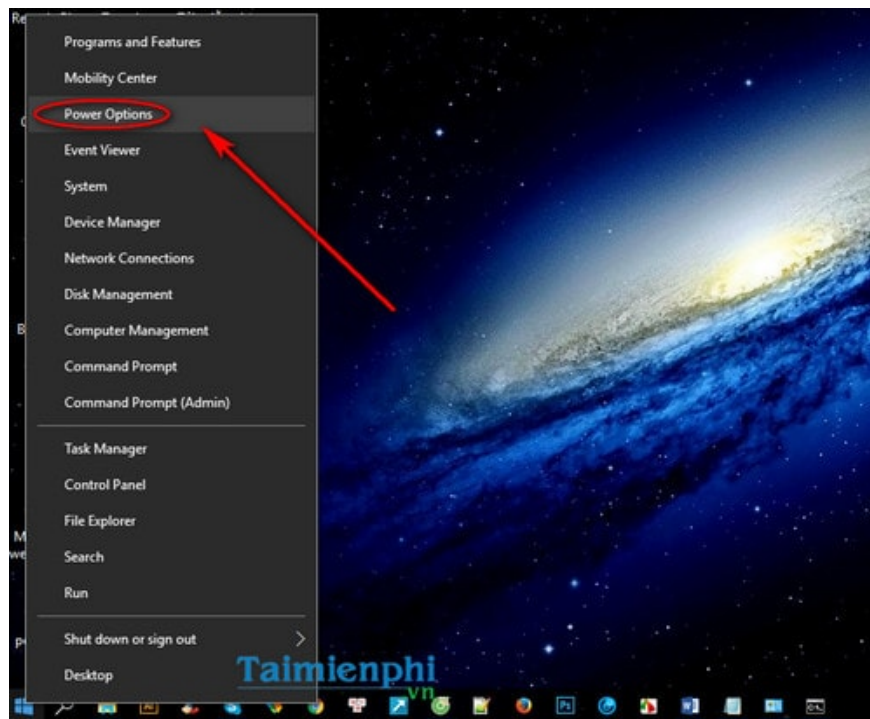 Programs and Features
Mobility Center
Power Options
Event Viewer
System
Device Manager
Network Connections
Disk Management
Computer Management
Command Prompt
Command Prompt (Admin)
Task Manager
Control Panel
File Explorer
Search
Run
Shut down or sign out
Desktop
Taimienphi
.vn